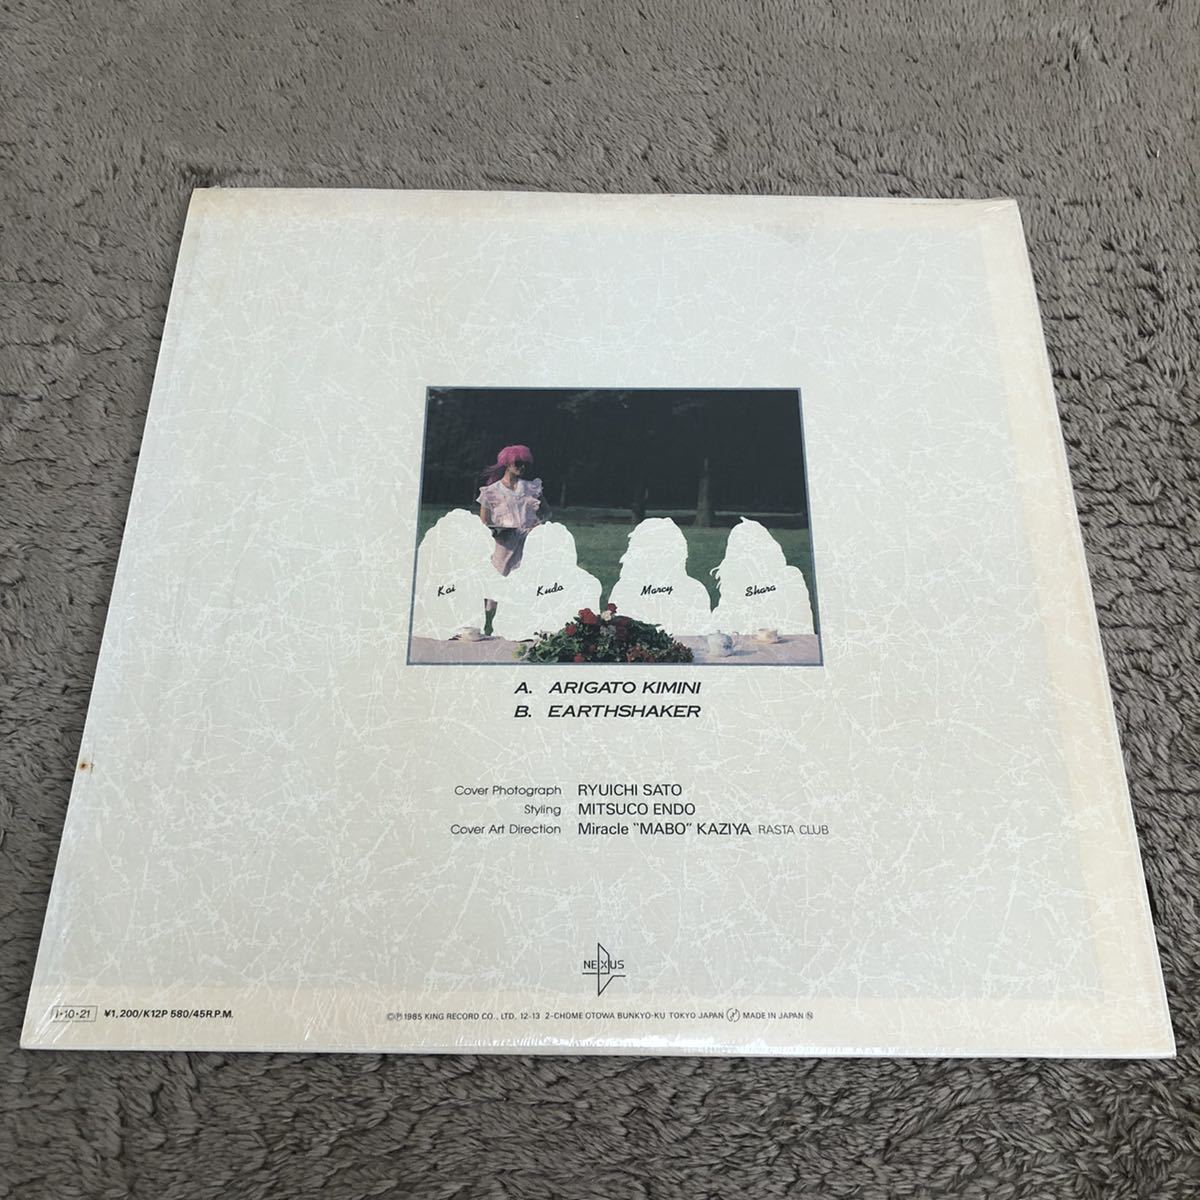 Kai
Kudo
Marcy
Shara
A. ARIGATO KIMINI
B. EARTHSHAKER
Cover Photograph RYUICHI SATO
Styling MITSUCO ENDO
Cover Art Direction Miracle "MABO" KAZIYA RASTA CLUB
NEXUS
I·10·21 ¥1,200/K12P 580/45R.P.M.
©℗1985 KING RECORD CO., LTD. 12-13 2-CHOME OTOWA BUNKYO-KU TOKYO JAPAN MADE IN JAPAN Ⓝ